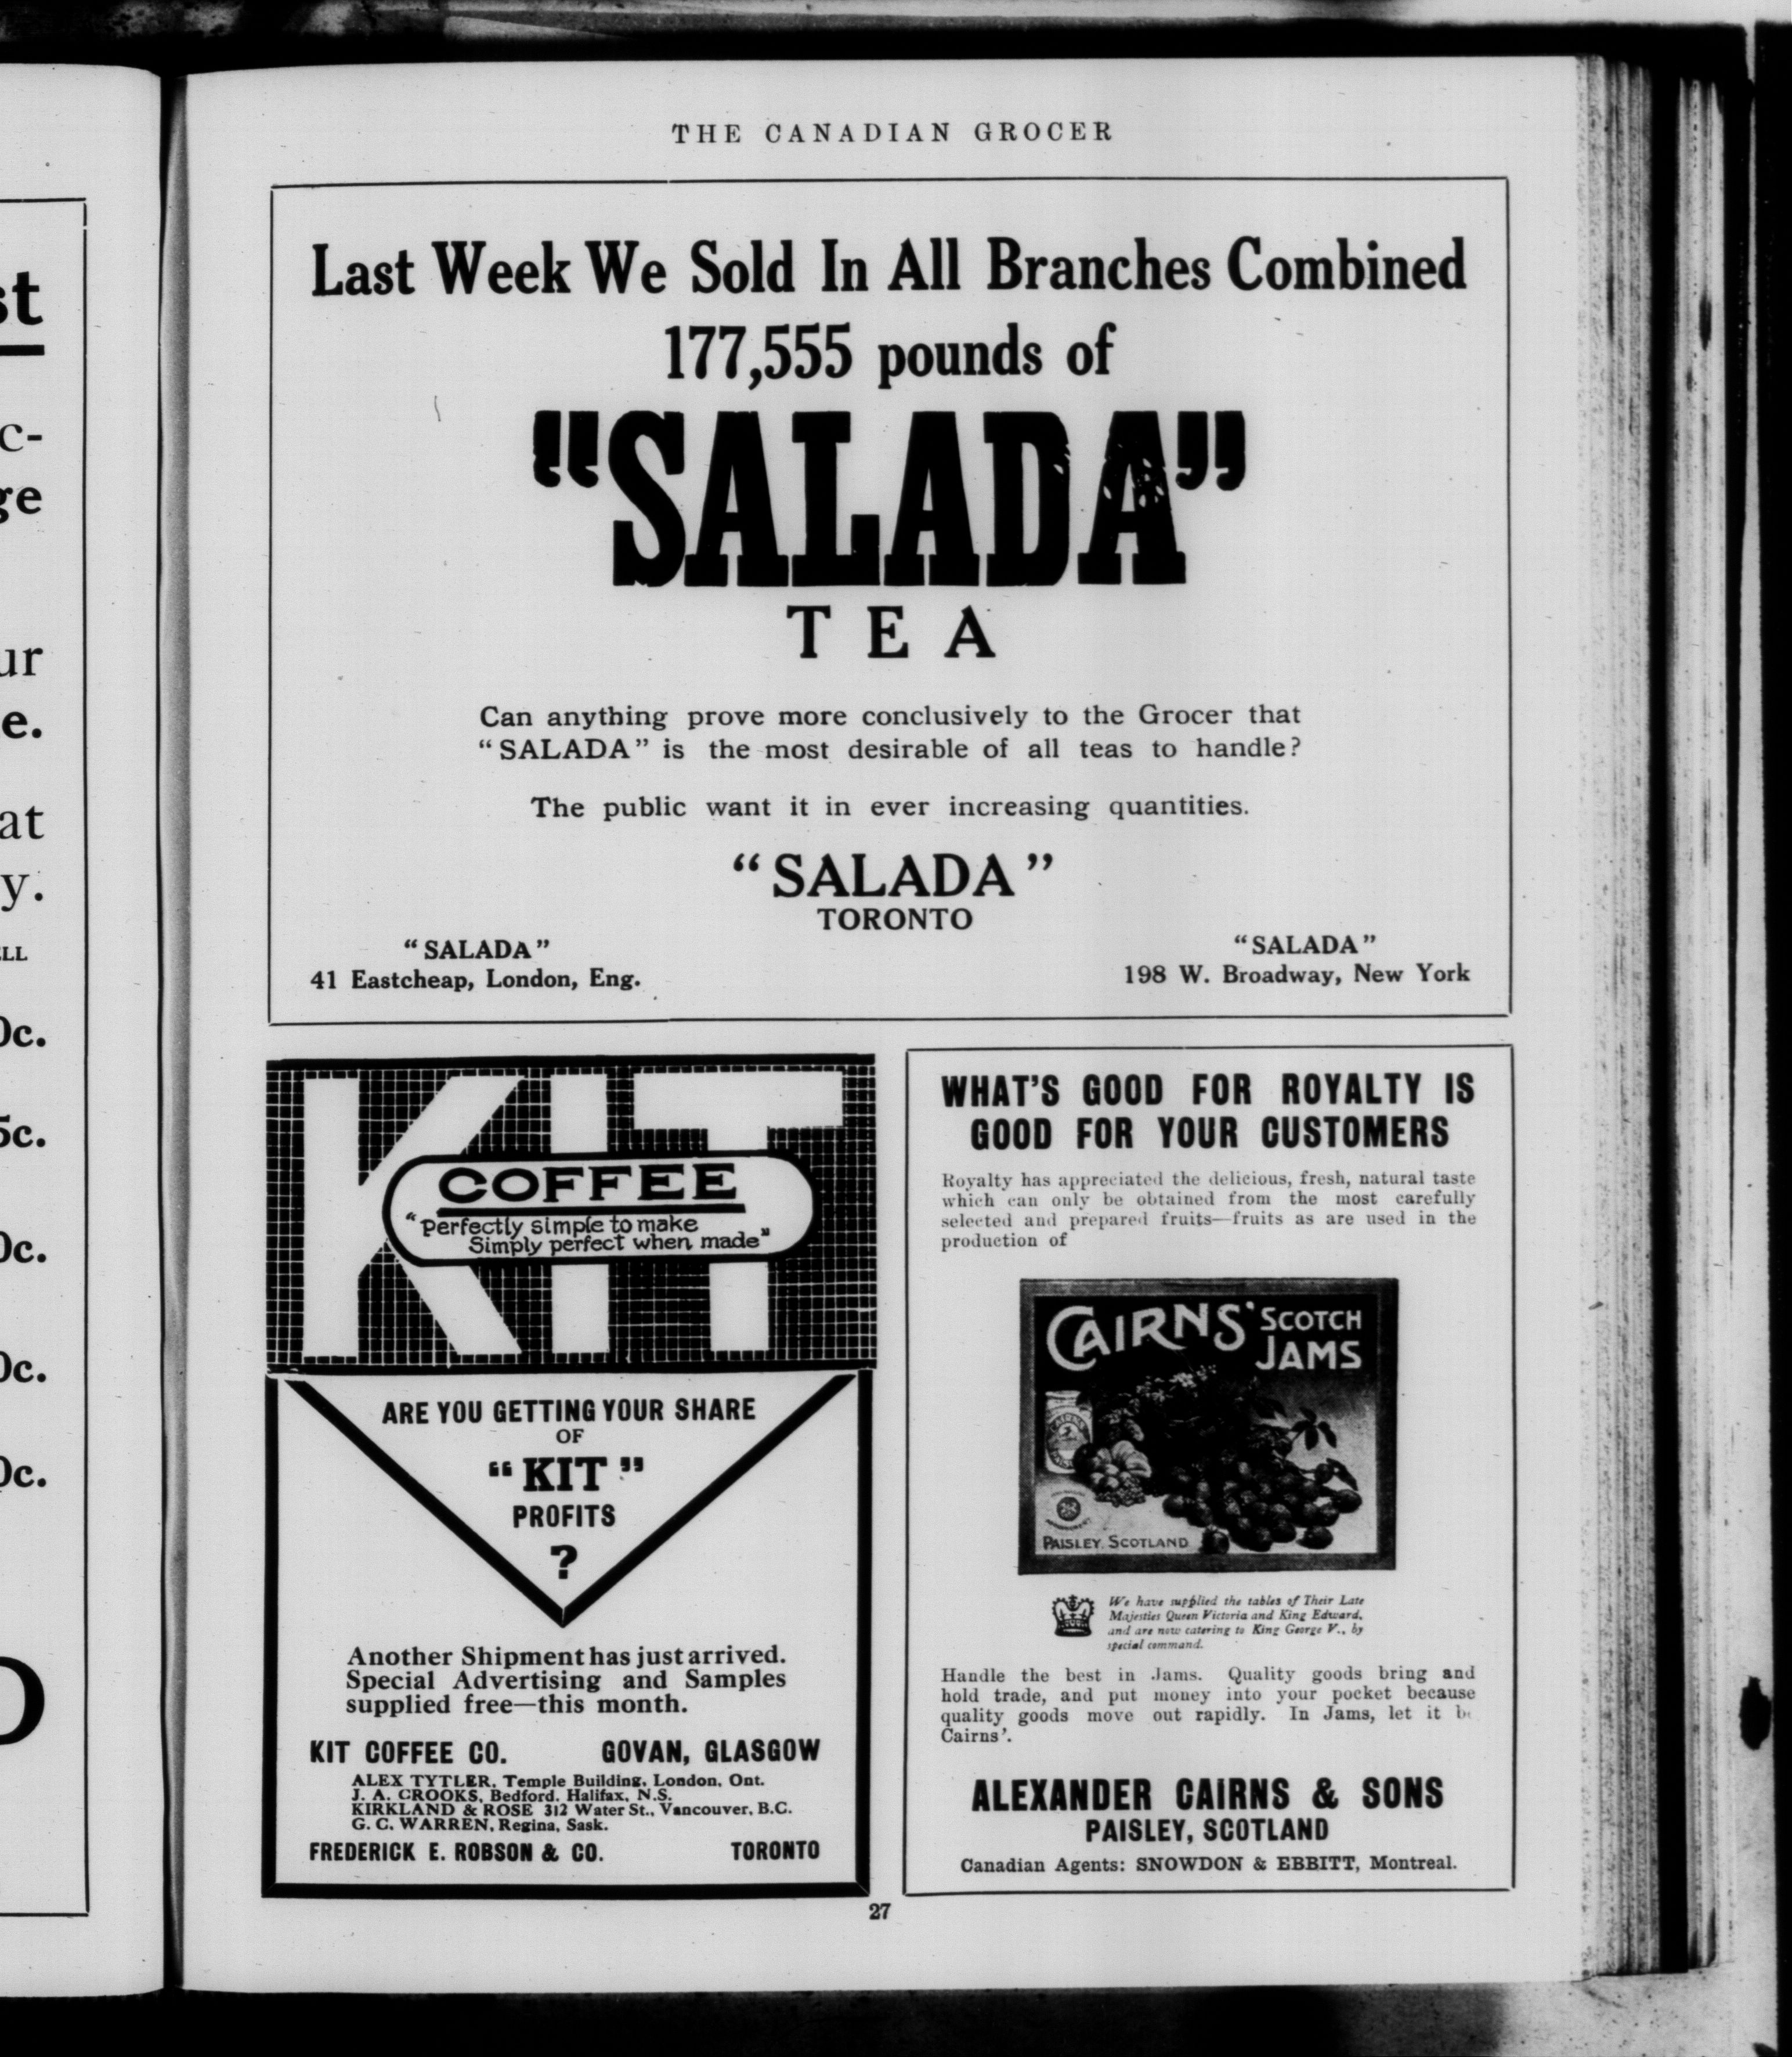 THE CANADIAN GROCER
Last Week We Sold In All Branches Combined
177,555 pounds of
"SALADA"
TEA
Can anything prove more conclusively to the Grocer that
"SALADA" is the most desirable of all teas to handle?
The public want it in ever increasing quantities.
"SALADA"
TORONTO
"SALADA"
41 Eastcheap, London, Eng.
"SALADA"
198 W. Broadway, New York
KIT
COFFEE
"Perfectly simple to make
Simply perfect when made"
ARE YOU GETTING YOUR SHARE
OF
"KIT"
PROFITS
?
Another Shipment has just arrived.
Special Advertising and Samples
supplied free—this month.
KIT COFFEE CO. GOVAN, GLASGOW
ALEX TYTLER, Temple Building, London, Ont.
J. A. CROOKS, Bedford. Halifax, N.S.
KIRKLAND & ROSE 312 Water St., Vancouver, B.C.
G. C. WARREN, Regina, Sask.
FREDERICK E. ROBSON & CO. TORONTO
WHAT'S GOOD FOR ROYALTY IS
GOOD FOR YOUR CUSTOMERS
Royalty has appreciated the delicious, fresh, natural taste
which can only be obtained from the most carefully
selected and prepared fruits—fruits as are used in the
production of
CAIRNS' SCOTCH
JAMS
PAISLEY, SCOTLAND
We have supplied the tables of Their Late
Majesties Queen Victoria and King Edward,
and are now catering to King George V., by
special command.
Handle the best in Jams. Quality goods bring and
hold trade, and put money into your pocket because
quality goods move out rapidly. In Jams, let it be
Cairns'.
ALEXANDER CAIRNS & SONS
PAISLEY, SCOTLAND
Canadian Agents: SNOWDON & EBBITT, Montreal.
27